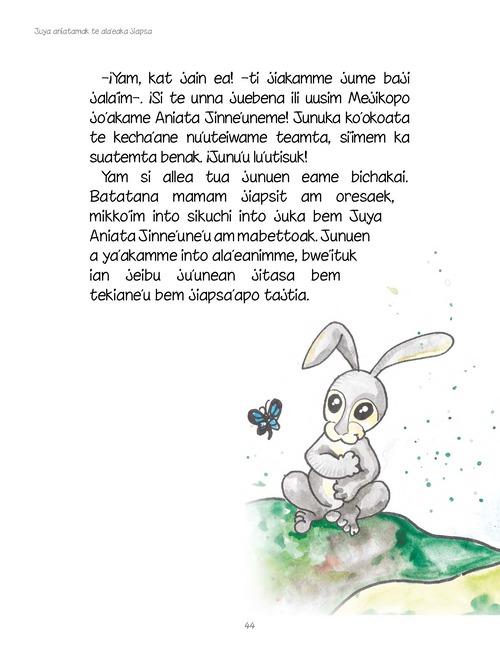 Juya aniatamak te ala'eaka jiapsa
–¡Yam, kat jain ea! –ti jiakamme jume baji
jala'im–. ¡Si te unna juebena ili uusim Mejikopo
jo'akame Aniata Jinne'uneme! Junuka ko'okoata
te kecha'ane nu'uteiwame teamta, si'imem ka
suatemta benak. ¡Junu'u lu'utisuk!
Yam si allea tua junuen eame bichakai.
Batatana mamam jiapsit am oresaek,
mikko'im into sikuchi into juka bem Juya
Aniata Jinne'une'u am mabettoak. Junuen
a ya'akamme into ala'eanimme, bwe'ituk
ian jeibu ju'unean jitasa bem
tekiane'u bem jiapsa'apo tajtia.
44